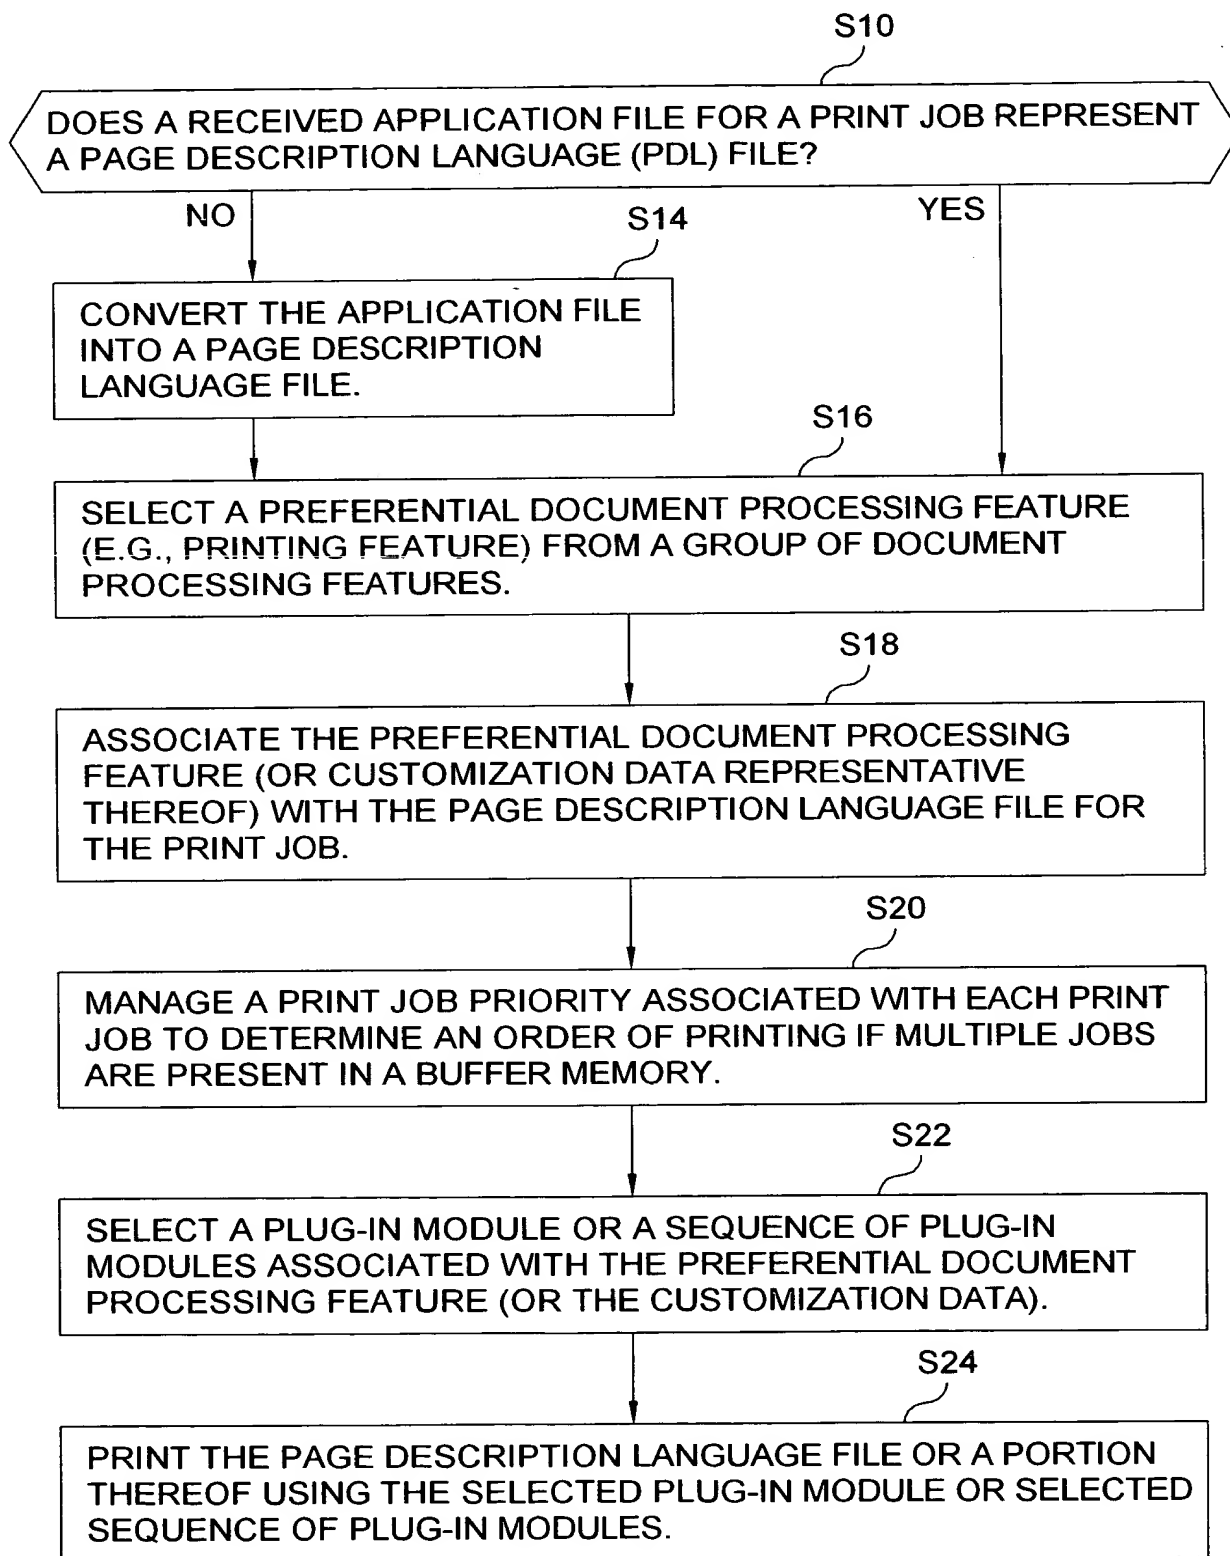 S10
DOES A RECEIVED APPLICATION FILE FOR A PRINT JOB REPRESENT
A PAGE DESCRIPTION LANGUAGE (PDL) FILE?
NO
YES
S14
CONVERT THE APPLICATION FILE
INTO A PAGE DESCRIPTION
LANGUAGE FILE.
S16
SELECT A PREFERENTIAL DOCUMENT PROCESSING FEATURE
(E.G., PRINTING FEATURE) FROM A GROUP OF DOCUMENT
PROCESSING FEATURES.
S18
ASSOCIATE THE PREFERENTIAL DOCUMENT PROCESSING
FEATURE (OR CUSTOMIZATION DATA REPRESENTATIVE
THEREOF) WITH THE PAGE DESCRIPTION LANGUAGE FILE FOR
THE PRINT JOB.
S20
MANAGE A PRINT JOB PRIORITY ASSOCIATED WITH EACH PRINT
JOB TO DETERMINE AN ORDER OF PRINTING IF MULTIPLE JOBS
ARE PRESENT IN A BUFFER MEMORY.
S22
SELECT A PLUG-IN MODULE OR A SEQUENCE OF PLUG-IN
MODULES ASSOCIATED WITH THE PREFERENTIAL DOCUMENT
PROCESSING FEATURE (OR THE CUSTOMIZATION DATA).
S24
PRINT THE PAGE DESCRIPTION LANGUAGE FILE OR A PORTION
THEREOF USING THE SELECTED PLUG-IN MODULE OR SELECTED
SEQUENCE OF PLUG-IN MODULES.